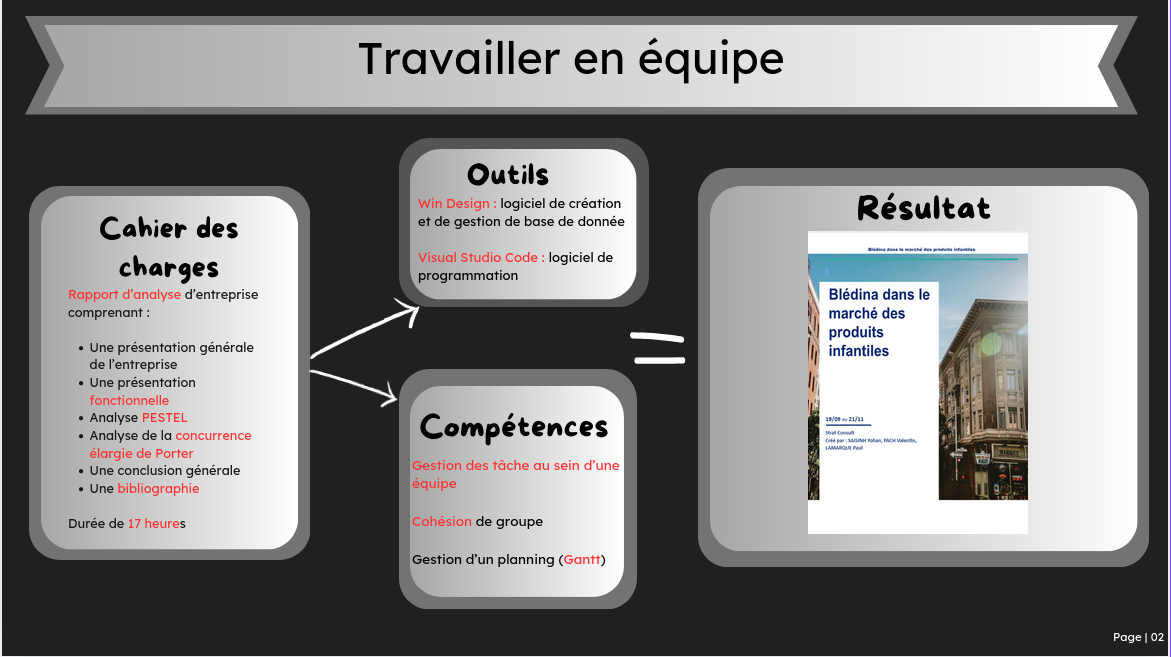 Travailler en équipe
Cahier des
charges
Rapport d'analyse d'entreprise
comprenant :
• Une présentation générale
de l'entreprise
• Une présentation
fonctionnelle
• Analyse PESTEL
• Analyse de la concurrence
élargie de Porter
• Une conclusion générale
• Une bibliographie
Durée de 17 heures
Outils
Win Design : logiciel de création
et de gestion de base de donnée
Visual Studio Code : logiciel de
programmation
Compétences
Gestion des tâche au sein d'une
équipe
Cohésion de groupe
Gestion d'un planning (Gantt)
Résultat
Blédina dans le marché des produits infantiles
Blédina dans le
marché des
produits
infantiles
19/09 au 21/11
Strat Consult
Créé par : SAISINH Yohan, PACH Valentin,
LAMARQUE Paul
MARKET
Page | 02